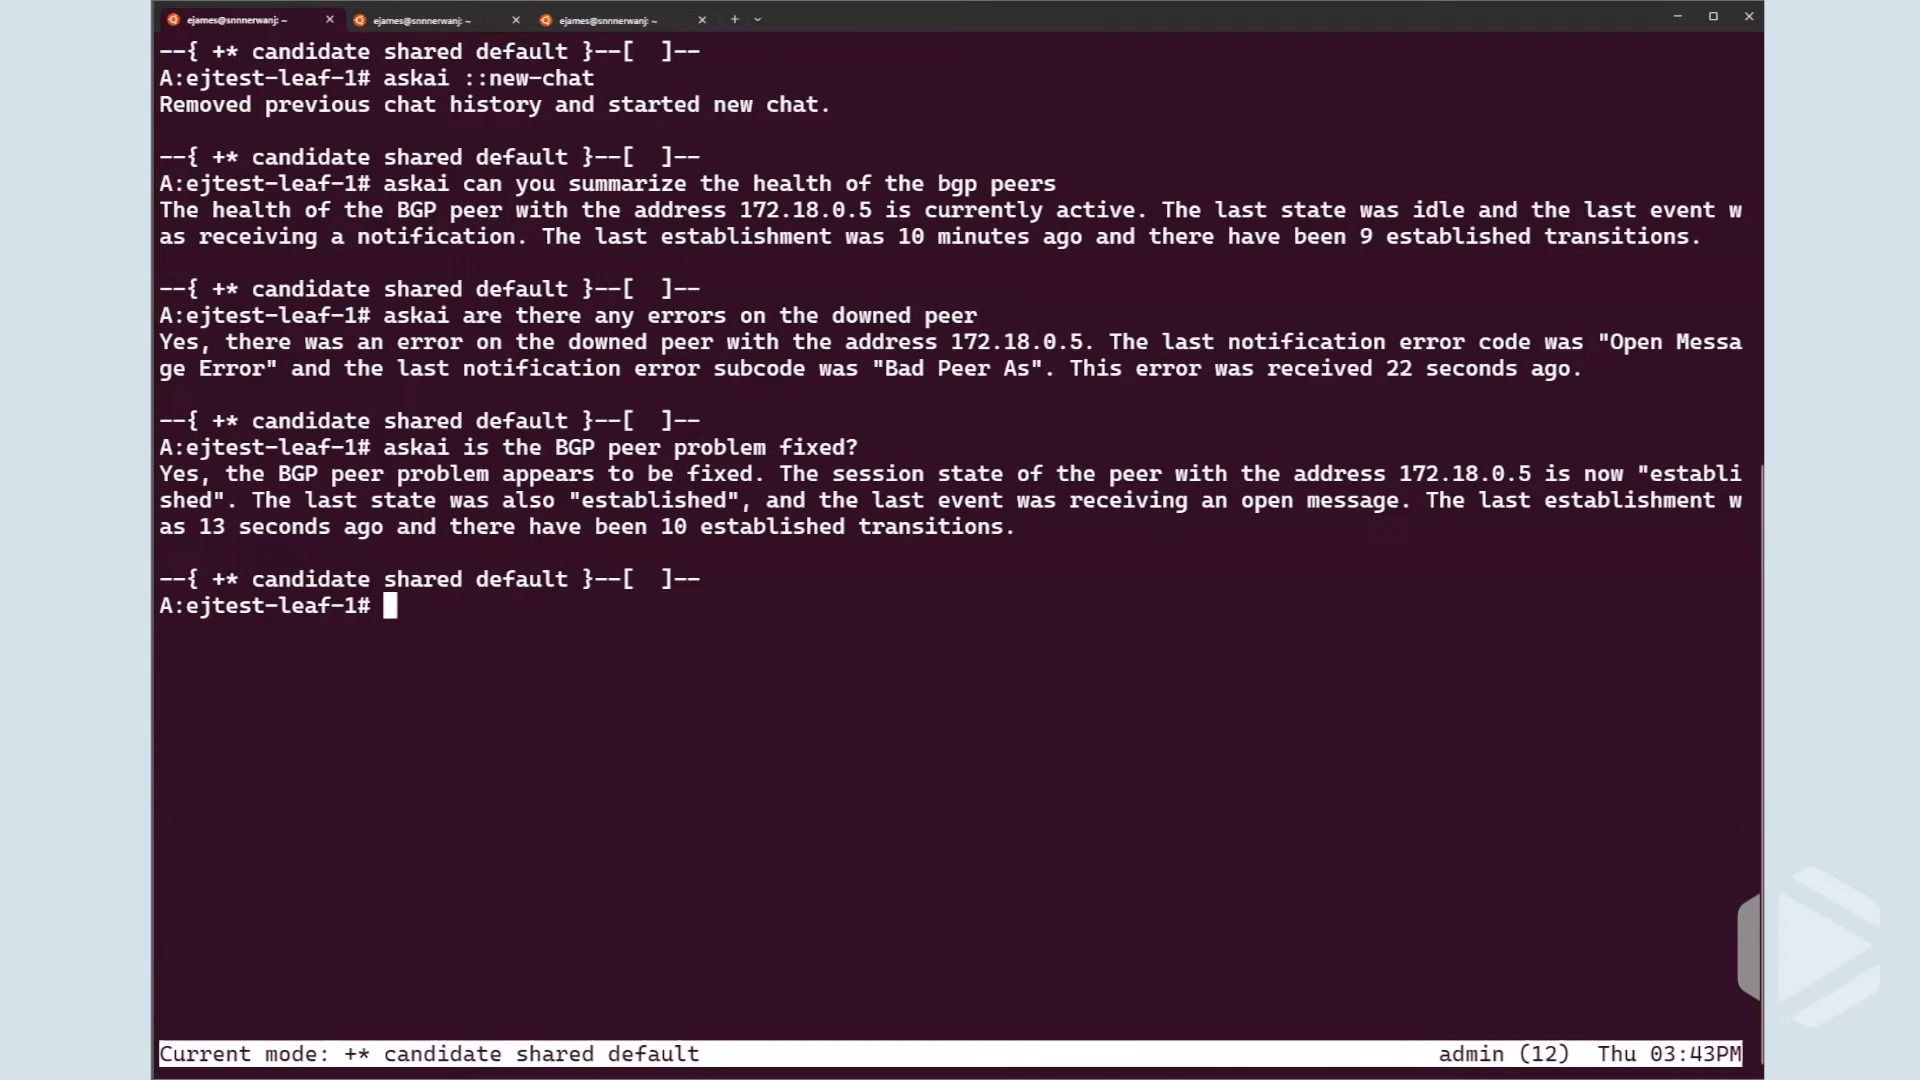 ejames@snnnerwanj: ~ ejames@snnnerwanj: ~ ejames@snnnerwanj: ~
--{ +* candidate shared default }--[  ]--
A:ejtest-leaf-1# askai ::new-chat
Removed previous chat history and started new chat.
--{ +* candidate shared default }--[  ]--
A:ejtest-leaf-1# askai can you summarize the health of the bgp peers
The health of the BGP peer with the address 172.18.0.5 is currently active. The last state was idle and the last event w
as receiving a notification. The last establishment was 10 minutes ago and there have been 9 established transitions.
--{ +* candidate shared default }--[  ]--
A:ejtest-leaf-1# askai are there any errors on the downed peer
Yes, there was an error on the downed peer with the address 172.18.0.5. The last notification error code was "Open Messa
ge Error" and the last notification error subcode was "Bad Peer As". This error was received 22 seconds ago.
--{ +* candidate shared default }--[  ]--
A:ejtest-leaf-1# askai is the BGP peer problem fixed?
Yes, the BGP peer problem appears to be fixed. The session state of the peer with the address 172.18.0.5 is now "establi
shed". The last state was also "established", and the last event was receiving an open message. The last establishment w
as 13 seconds ago and there have been 10 established transitions.
--{ +* candidate shared default }--[  ]--
A:ejtest-leaf-1#
Current mode: +* candidate shared default admin (12) Thu 03:43PM